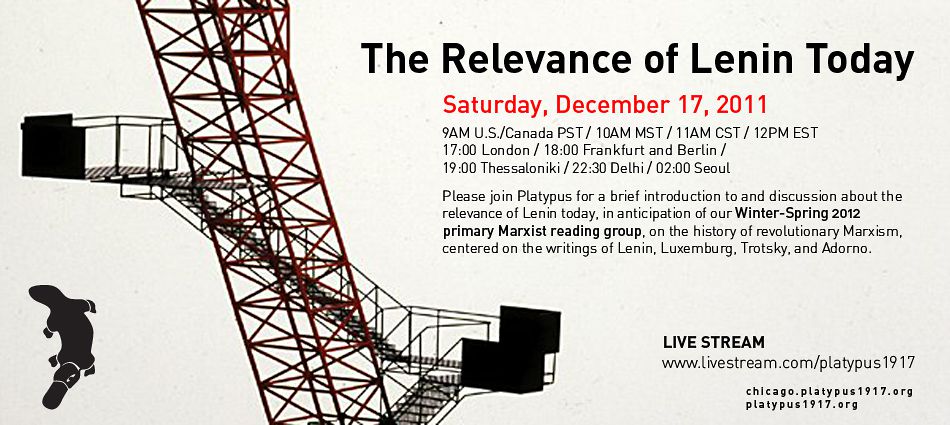 The Relevance of Lenin Today
Saturday, December 17, 2011
9AM U.S./Canada PST / 10AM MST / 11AM CST / 12PM EST
17:00 London / 18:00 Frankfurt and Berlin /
19:00 Thessaloniki / 22:30 Delhi / 02:00 Seoul
Please join Platypus for a brief introduction to and discussion about the
relevance of Lenin today, in anticipation of our Winter-Spring 2012
primary Marxist reading group, on the history of revolutionary Marxism,
centered on the writings of Lenin, Luxemburg, Trotsky, and Adorno.
LIVE STREAM
www.livestream.com/platypus1917
chicago.platypus1917.org
platypus1917.org